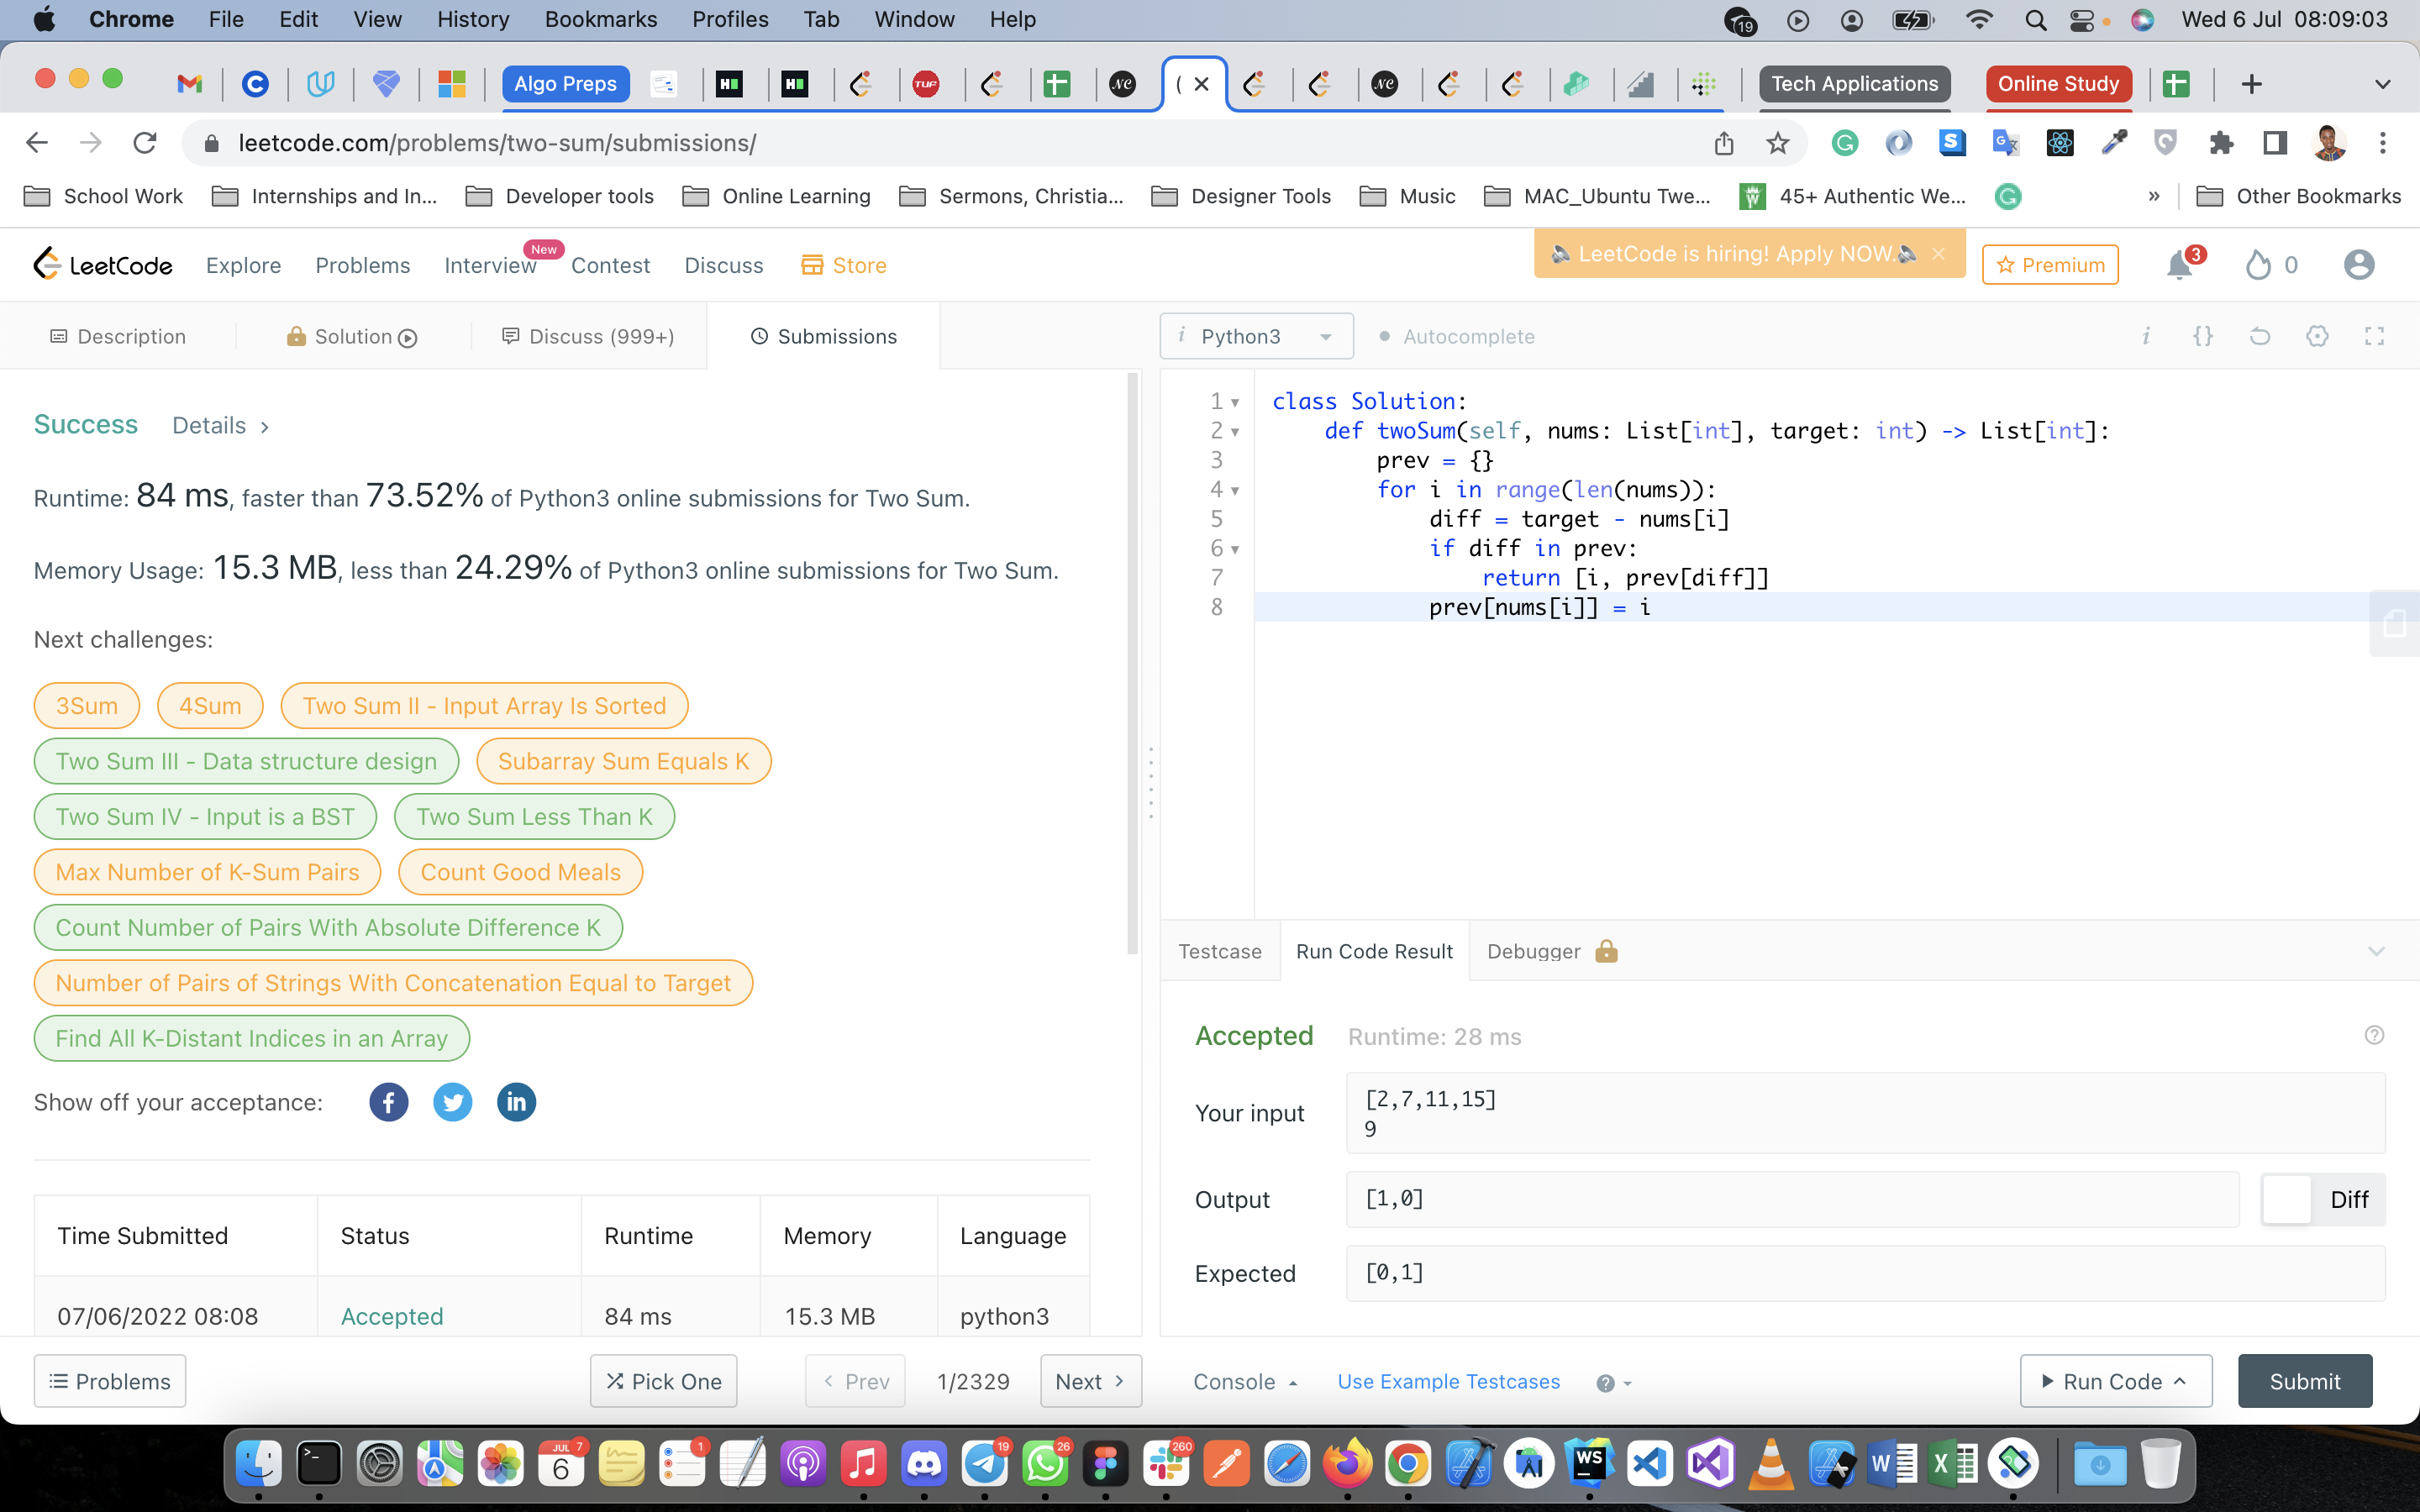 Chrome File Edit View History Bookmarks Profiles Tab Window Help 19 Wed 6 Jul 08:09:03
Algo Preps TUF NC ( NC Tech Applications Online Study
leetcode.com/problems/two-sum/submissions/
School Work Internships and In... Developer tools Online Learning Sermons, Christia... Designer Tools Music MAC_Ubuntu Twe... 45+ Authentic We... » Other Bookmarks
LeetCode Explore Problems Interview New Contest Discuss Store LeetCode is hiring! Apply NOW. Premium 3 0
Description Solution Discuss (999+) Submissions
Python3 Autocomplete
Success Details
Runtime: 84 ms, faster than 73.52% of Python3 online submissions for Two Sum.
Memory Usage: 15.3 MB, less than 24.29% of Python3 online submissions for Two Sum.
Next challenges:
3Sum 4Sum Two Sum II - Input Array Is Sorted
Two Sum III - Data structure design Subarray Sum Equals K
Two Sum IV - Input is a BST Two Sum Less Than K
Max Number of K-Sum Pairs Count Good Meals
Count Number of Pairs With Absolute Difference K
Number of Pairs of Strings With Concatenation Equal to Target
Find All K-Distant Indices in an Array
Show off your acceptance:
Time Submitted Status Runtime Memory Language
07/06/2022 08:08 Accepted 84 ms 15.3 MB python3
Problems Pick One Prev 1/2329 Next
1 class Solution:
2 def twoSum(self, nums: List[int], target: int) -> List[int]:
3 prev = {}
4 for i in range(len(nums)):
5 diff = target - nums[i]
6 if diff in prev:
7 return [i, prev[diff]]
8 prev[nums[i]] = i
Testcase Run Code Result Debugger
Accepted Runtime: 28 ms
Your input
[2,7,11,15]
9
Output [1,0] Diff
Expected [0,1]
Console Use Example Testcases Run Code Submit
JUL 6 7 1 19 26 260 WS